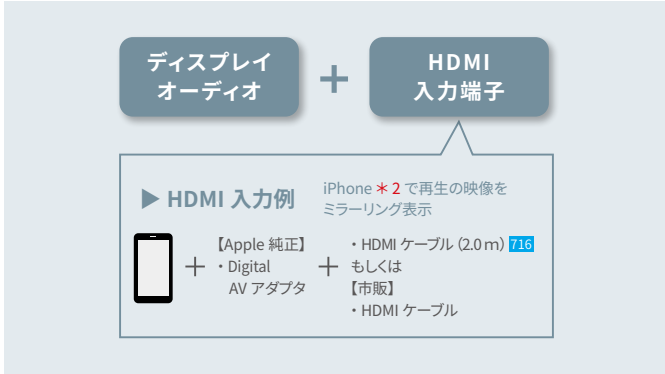 ディスプレイ
オーディオ
+
HDMI
入力端子
▶ HDMI 入力例
iPhone＊2で再生の映像を
ミラーリング表示
+
【Apple 純正】
・Digital
AV アダプタ
+
・HDMI ケーブル（2.0ｍ）716
もしくは
【市販】
・HDMI ケーブル